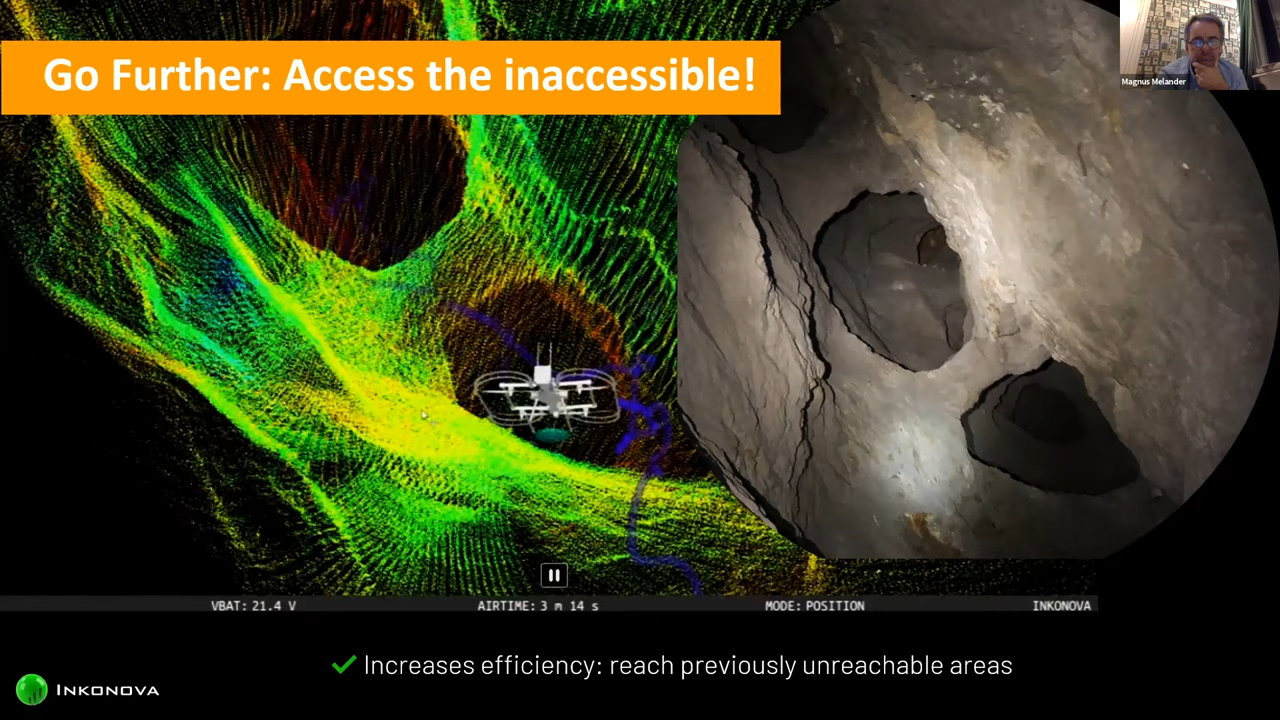 Go Further: Access the inaccessible!
Magnus Melander
VBAT: 21.4 V
AIRTIME: 3 m 14 s
MODE: POSITION
INKONOVA
Increases efficiency: reach previously unreachable areas
INKONOVA